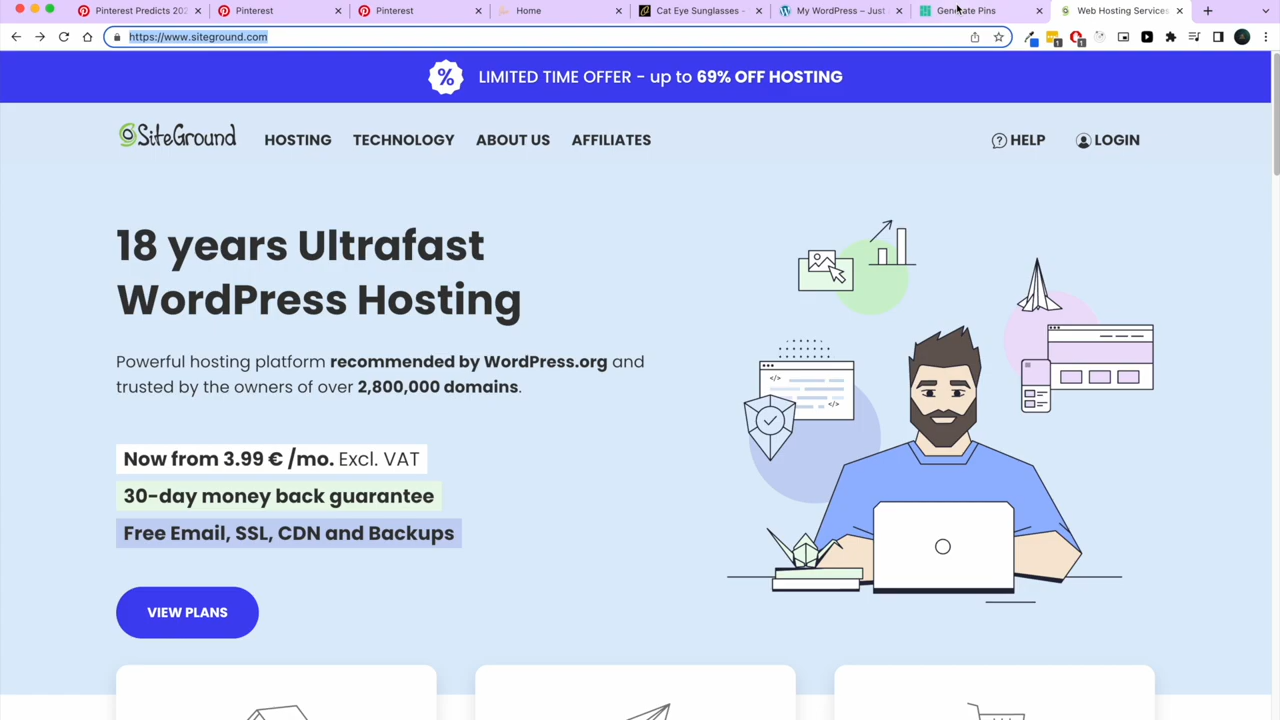 Pinterest Predicts 202
Pinterest
Pinterest
Home
Cat Eye Sunglasses -
My WordPress – Just
Generate Pins
Web Hosting Services
https://www.siteground.com
1
1
% LIMITED TIME OFFER - up to 69% OFF HOSTING
SiteGround
HOSTING
TECHNOLOGY
ABOUT US
AFFILIATES
HELP
LOGIN
18 years Ultrafast
WordPress Hosting
Powerful hosting platform recommended by WordPress.org and
trusted by the owners of over 2,800,000 domains.
Now from 3.99 € /mo. Excl. VAT
30-day money back guarantee
Free Email, SSL, CDN and Backups
VIEW PLANS
</>
</>